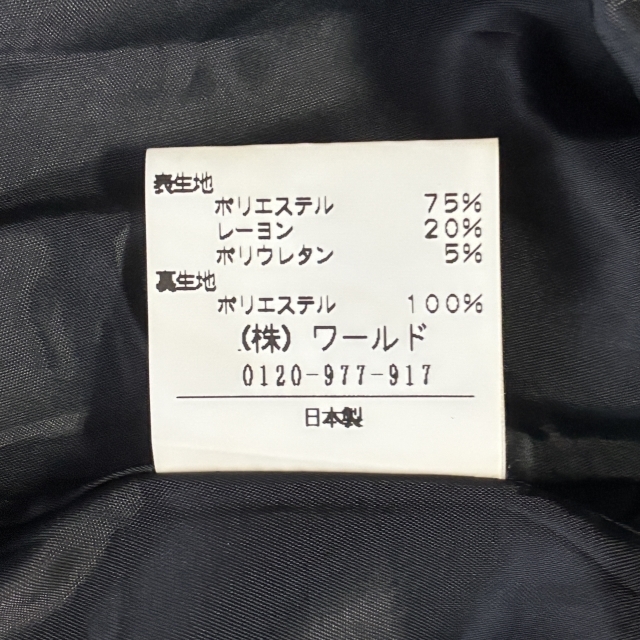 表生地
ポリエステル 75%
レーヨン 20%
ポリウレタン 5%
裏生地
ポリエステル 100%
(株) ワールド
0120-977-917
日本製